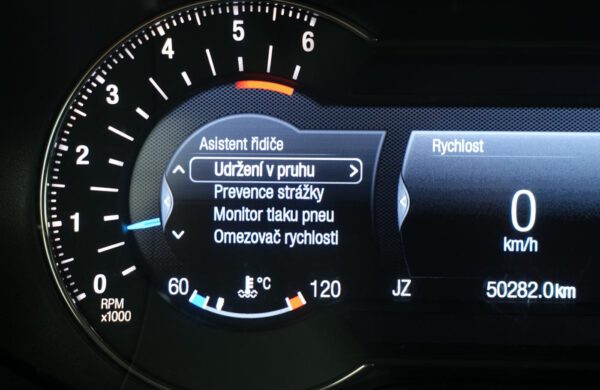 6
5
4
3
2
1
0
RPM
x1000
Asistent řidiče
Udržení v pruhu
Prevence strážky
Monitor tlaku pneu
Omezovač rychlosti
60 °C 120
Rychlost
0
km/h
JZ 50282.0km